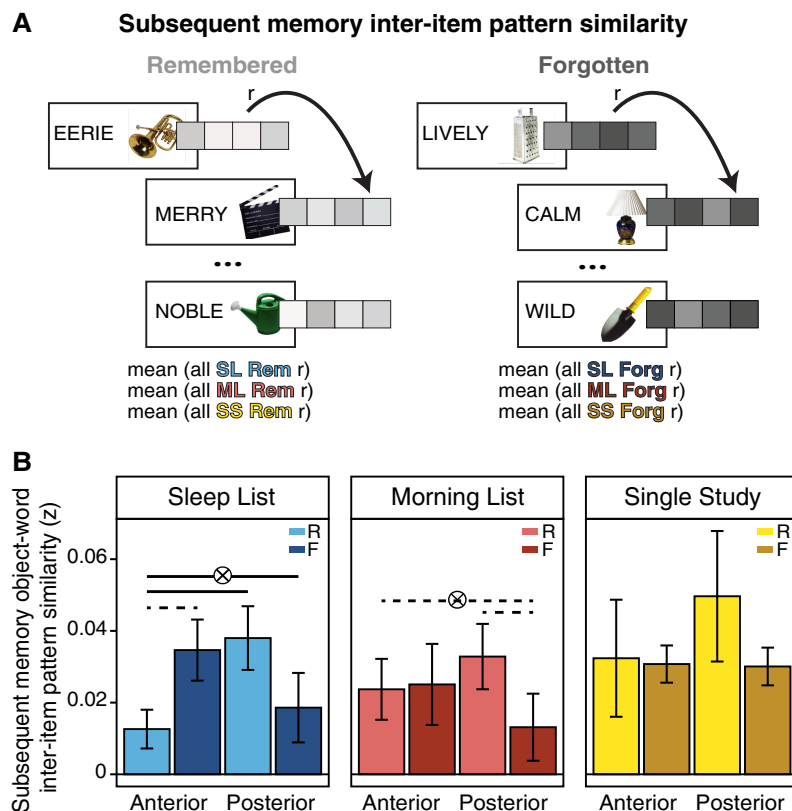 A
Subsequent memory inter-item pattern similarity
Remembered
Forgotten
r
r
EERIE
LIVELY
MERRY
CALM
...
...
NOBLE
WILD
mean (all SL Rem r)
mean (all ML Rem r)
mean (all SS Rem r)
mean (all SL Forg r)
mean (all ML Forg r)
mean (all SS Forg r)
B
Subsequent memory object-word
inter-item pattern similarity (z)
Sleep List
Morning List
Single Study
R
F
R
F
R
F
0.06
0.04
0.02
0
Anterior Posterior
Anterior Posterior
Anterior Posterior